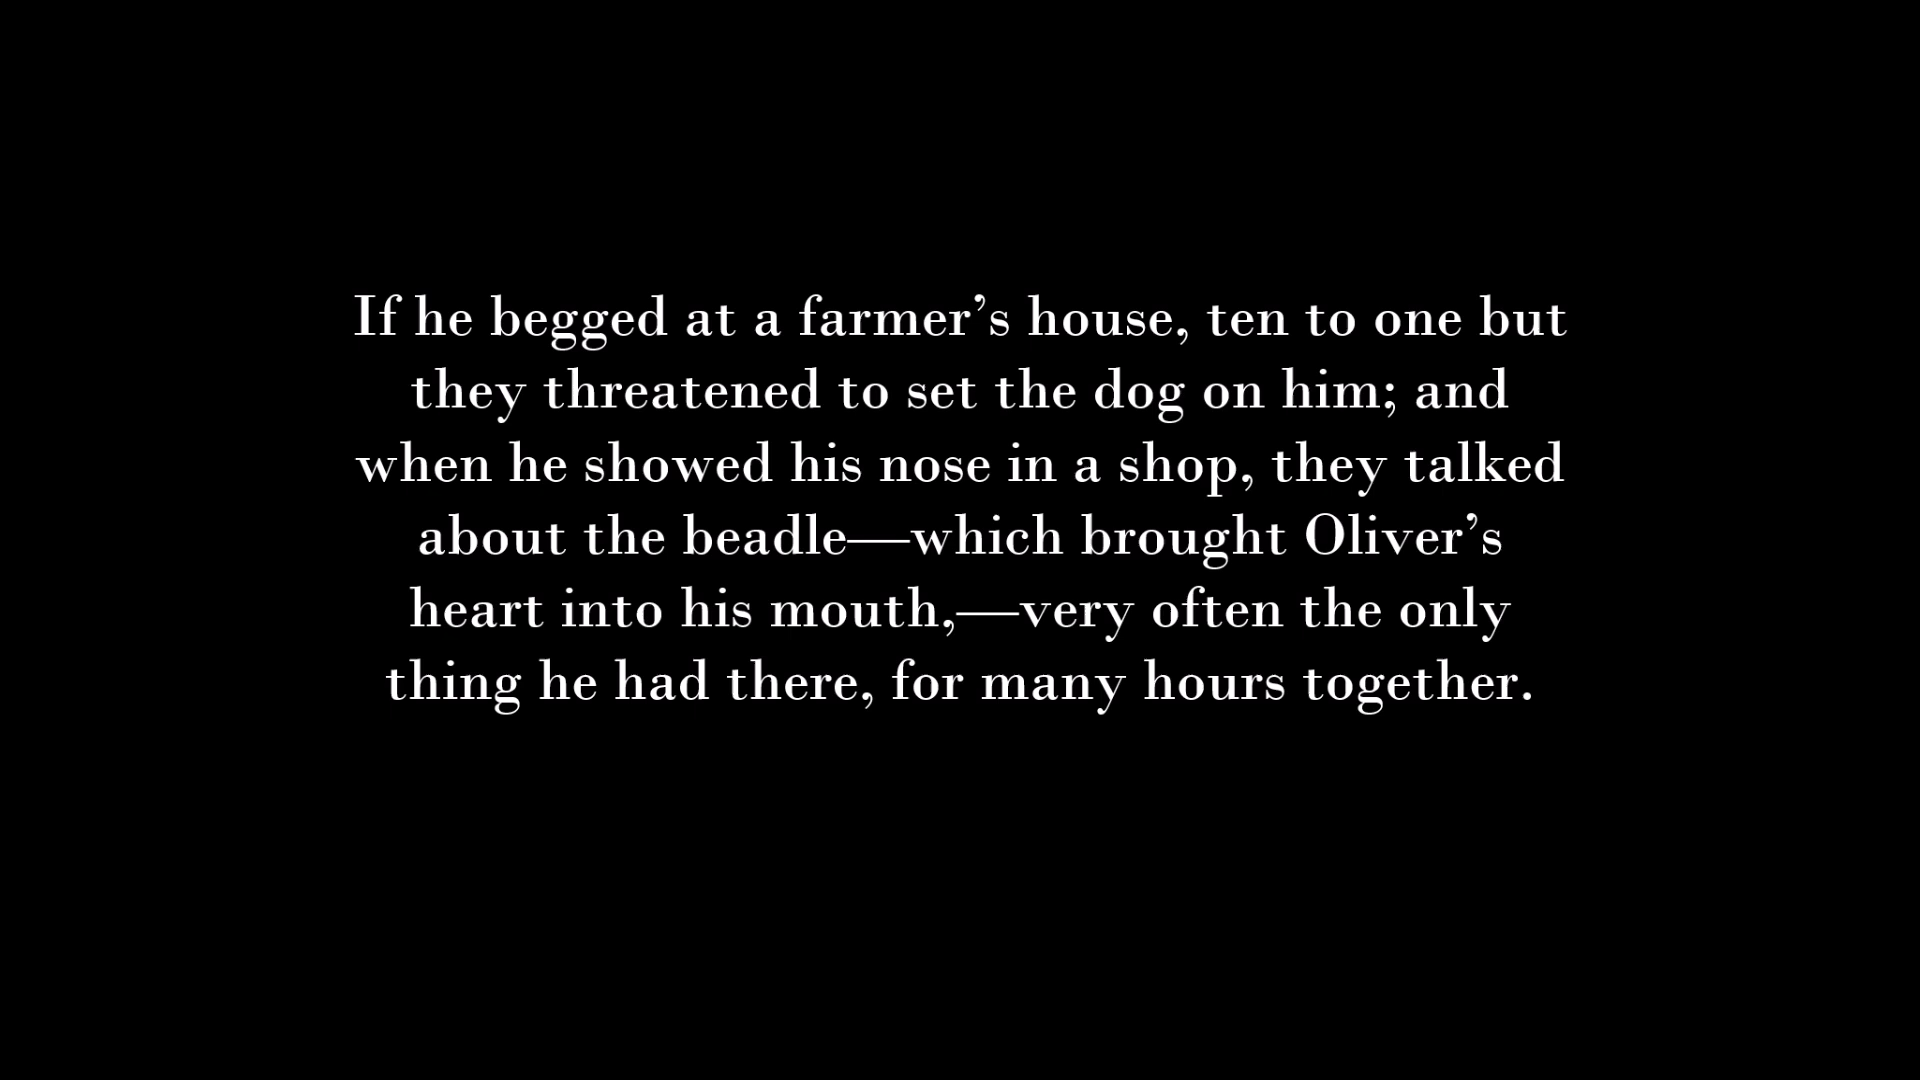 If he begged at a farmer’s house, ten to one but
they threatened to set the dog on him; and
when he showed his nose in a shop, they talked
about the beadle—which brought Oliver’s
heart into his mouth,—very often the only
thing he had there, for many hours together.